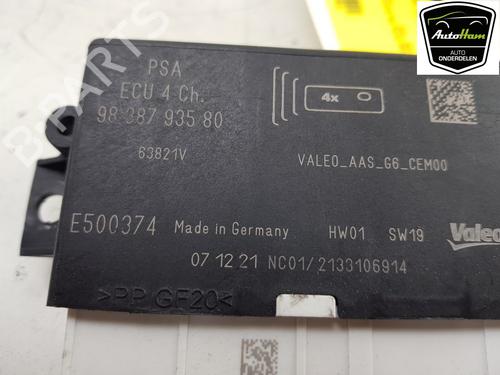 PSA
ECU 4 Ch.
98 387 935 80
63821V
4x
VALEO_AAS_G6_CEM00
E500374
Made in Germany
HW01
SW19
Valeo
07.12.21
NC01/2133106914
>PP GF20<
AutoHam
AUTO
ONDERDELEN
B-PARTS